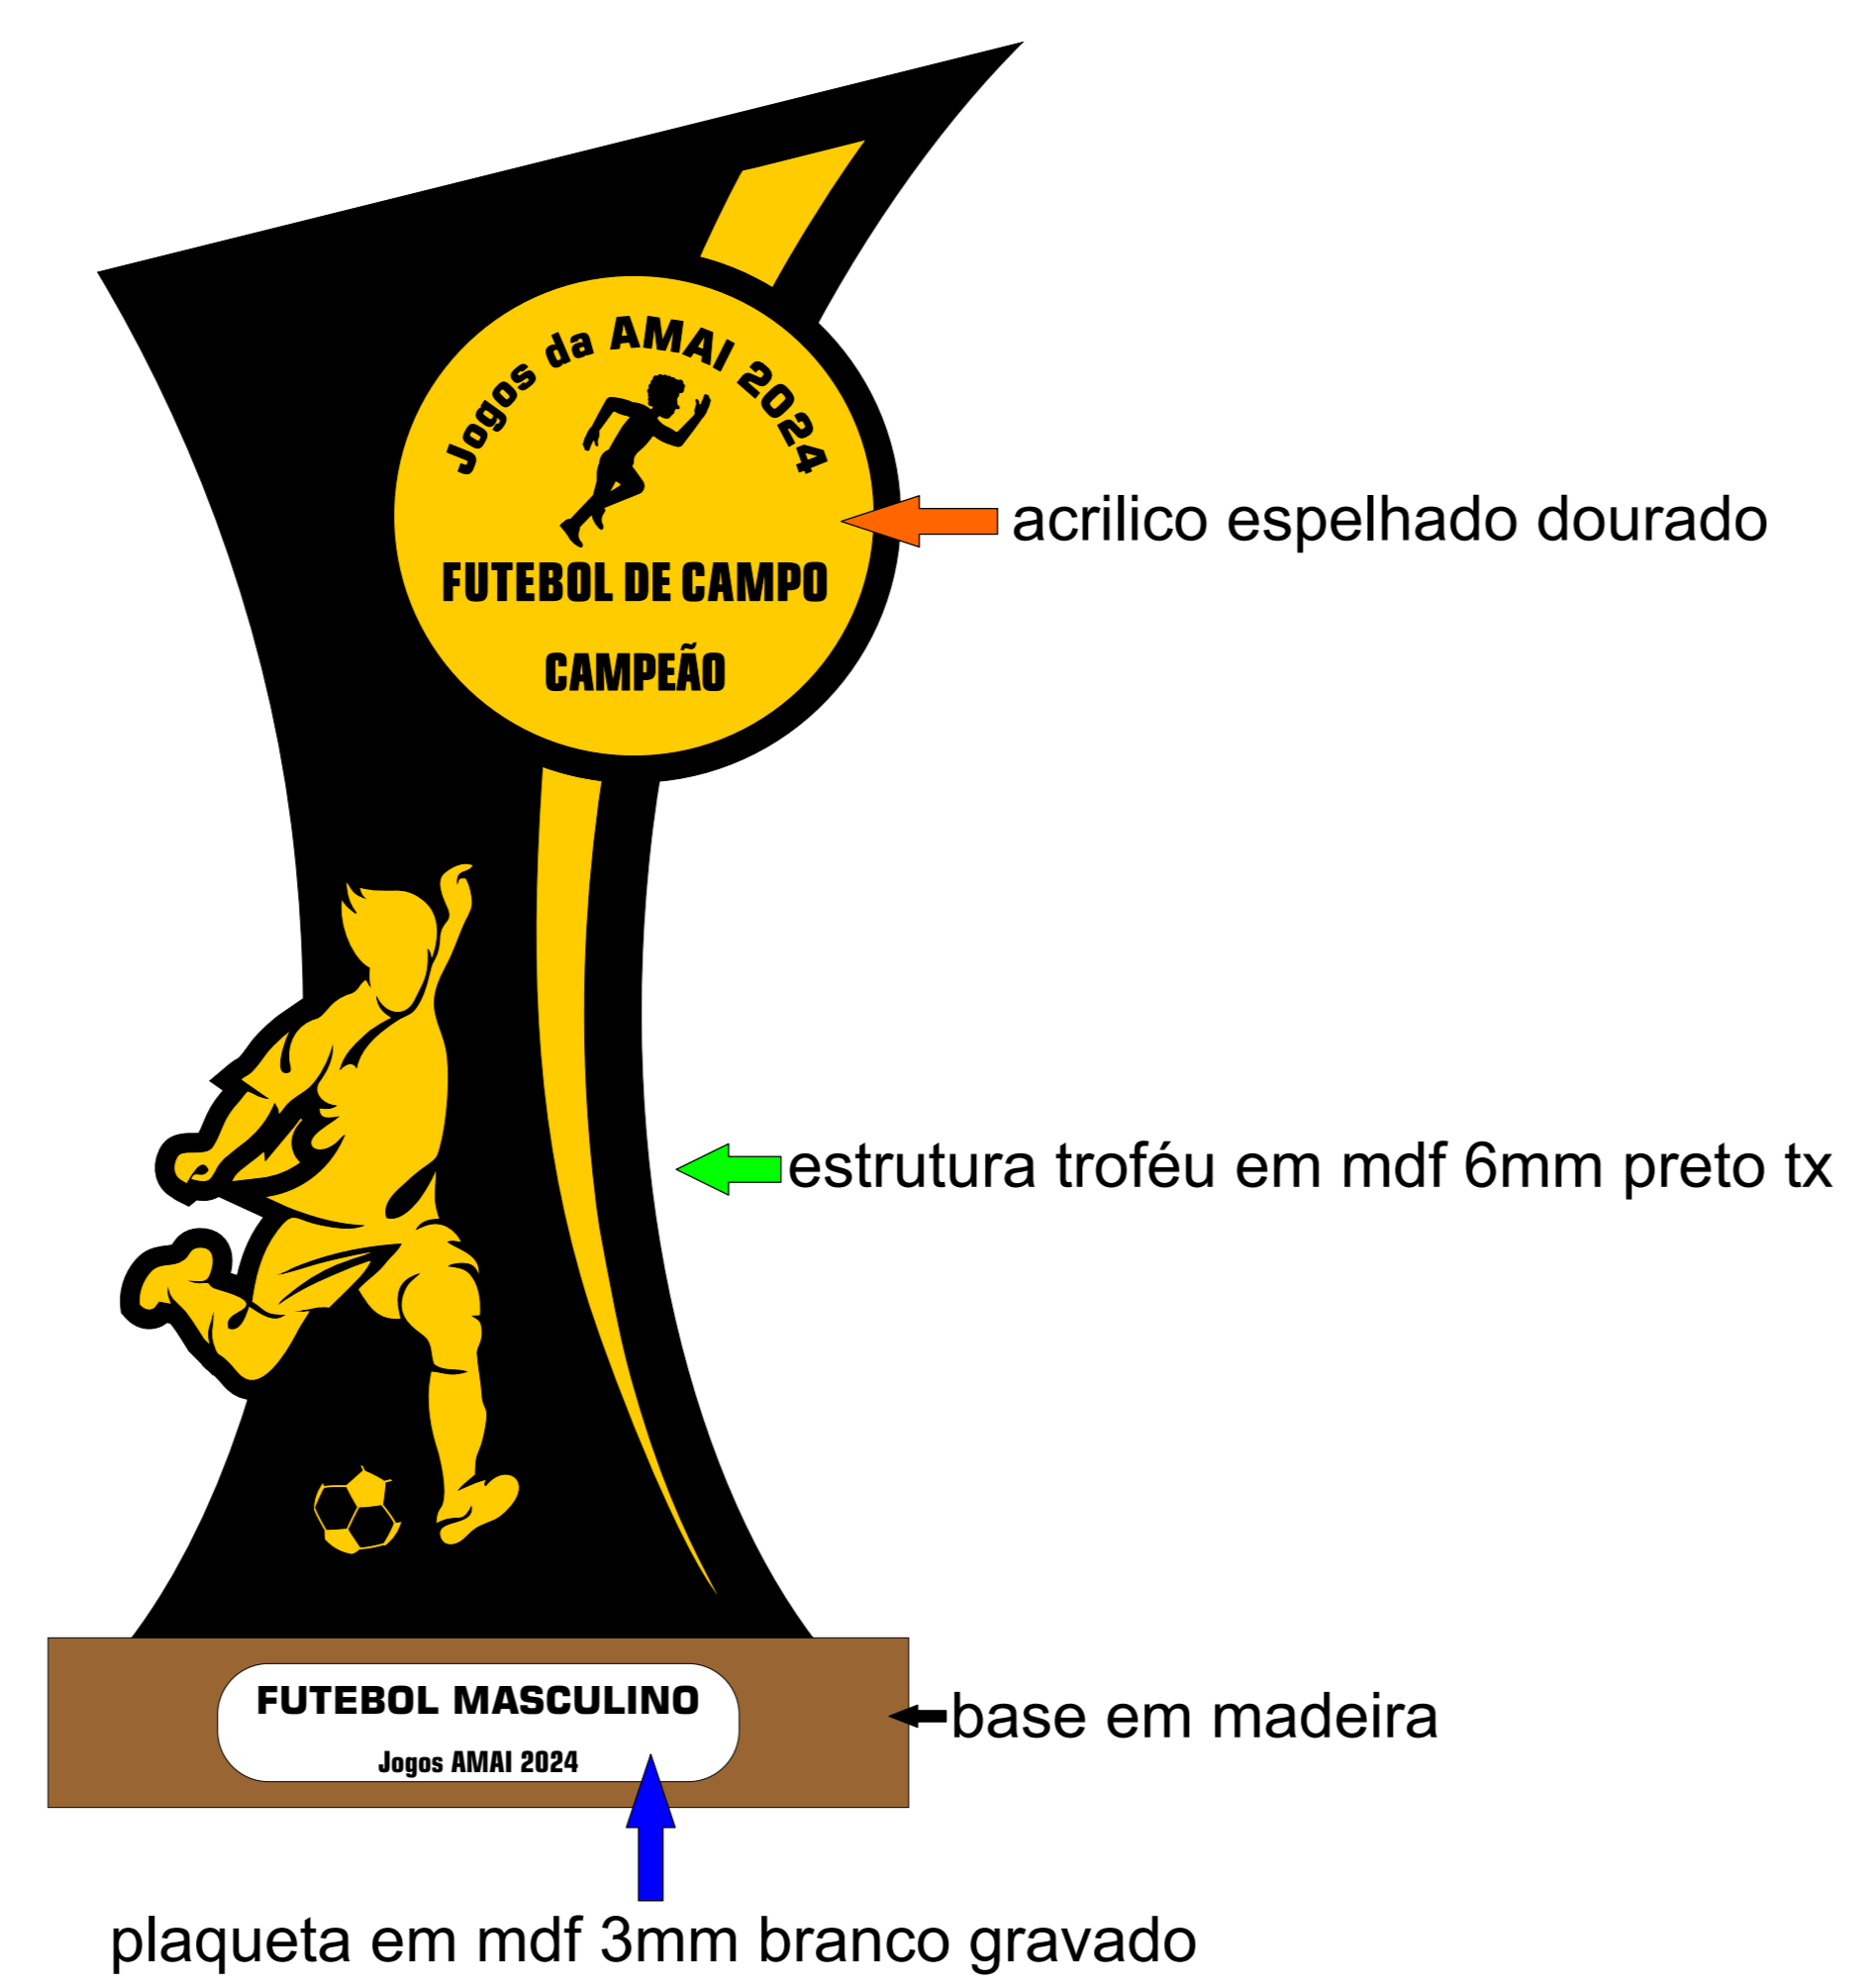 Jogos da AMAI 2024
FUTEBOL DE CAMPO
CAMPEÃO
acrilico espelhado dourado
estrutura troféu em mdf 6mm preto tx
FUTEBOL MASCULINO
Jogos AMAI 2024
base em madeira
plaqueta em mdf 3mm branco gravado